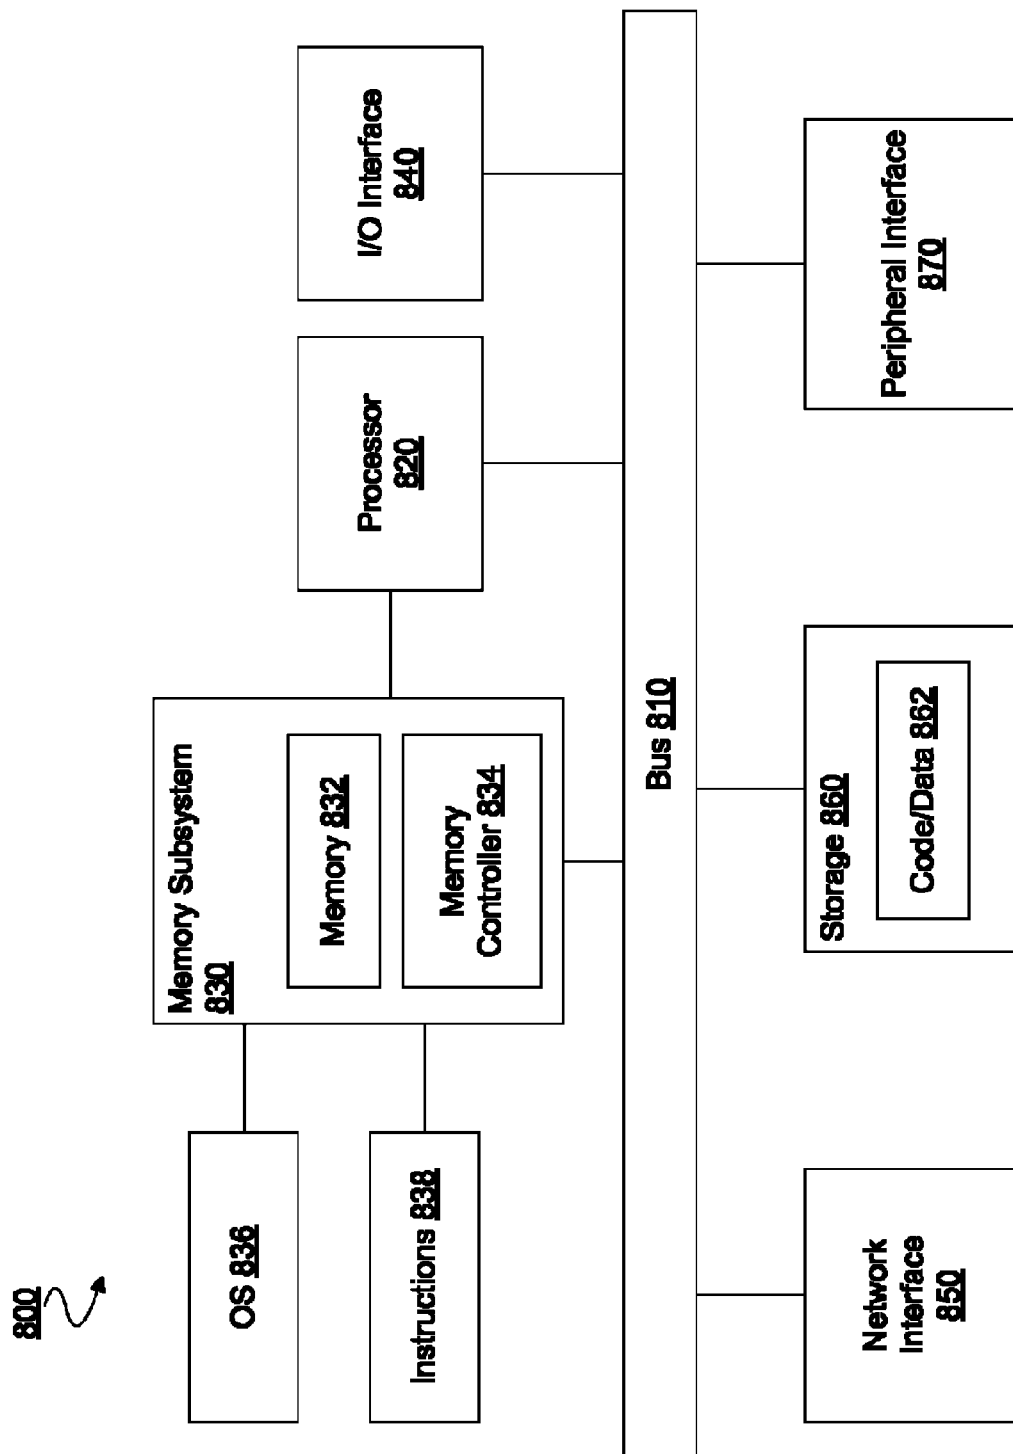 800
OS 836
Instructions 838
Memory Subsystem
830
Memory 832
Memory
Controller 834
Processor
820
I/O Interface
840
Bus 810
Network
Interface
850
Storage 860
Code/Data 862
Peripheral Interface
870